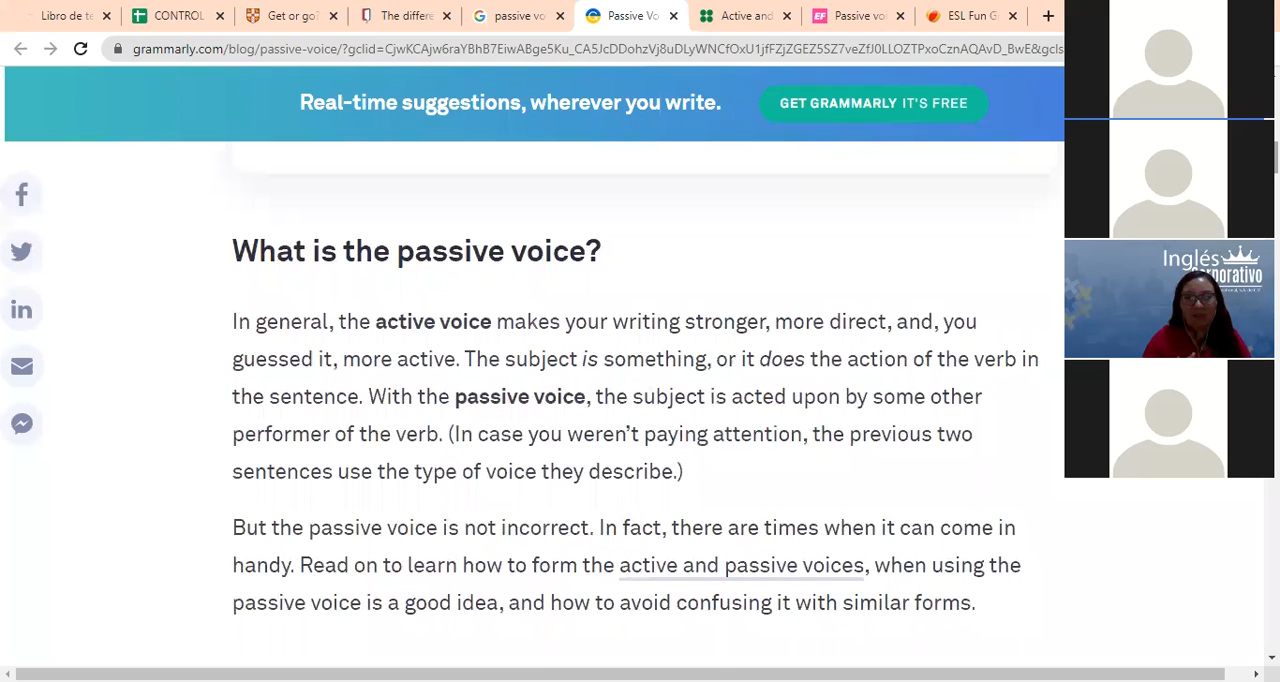 Libro de te
CONTROL
Get or go?
The differe
passive vo
Passive Vo
Active and
Passive voi
ESL Fun G
grammarly.com/blog/passive-voice/?gclid=CjwKCAjw6raYBhB7EiwABge5Ku_CA5JcDDohzVj8uDLyWNCfOxU1jfFZjZGEZ5SZ7veZfJ0LLOZTPxoCznAQAvD_BwE&gcls
Real-time suggestions, wherever you write.
GET GRAMMARLY IT'S FREE
Inglés
Corporativo
What is the passive voice?
In general, the active voice makes your writing stronger, more direct, and, you
guessed it, more active. The subject is something, or it does the action of the verb in
the sentence. With the passive voice, the subject is acted upon by some other
performer of the verb. (In case you weren't paying attention, the previous two
sentences use the type of voice they describe.)
But the passive voice is not incorrect. In fact, there are times when it can come in
handy. Read on to learn how to form the active and passive voices, when using the
passive voice is a good idea, and how to avoid confusing it with similar forms.